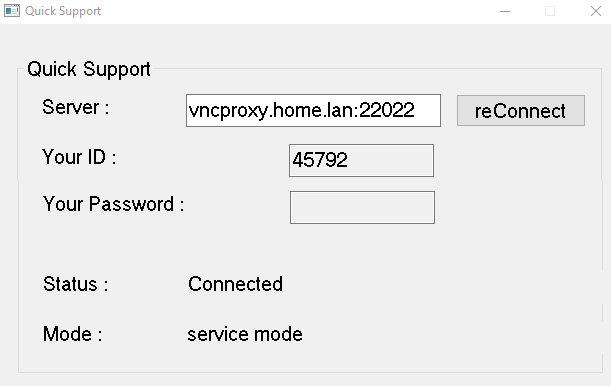 Quick Support
Quick Support
Server : vncproxy.home.lan:22022 reConnect
Your ID : 45792
Your Password :
Status : Connected
Mode : service mode